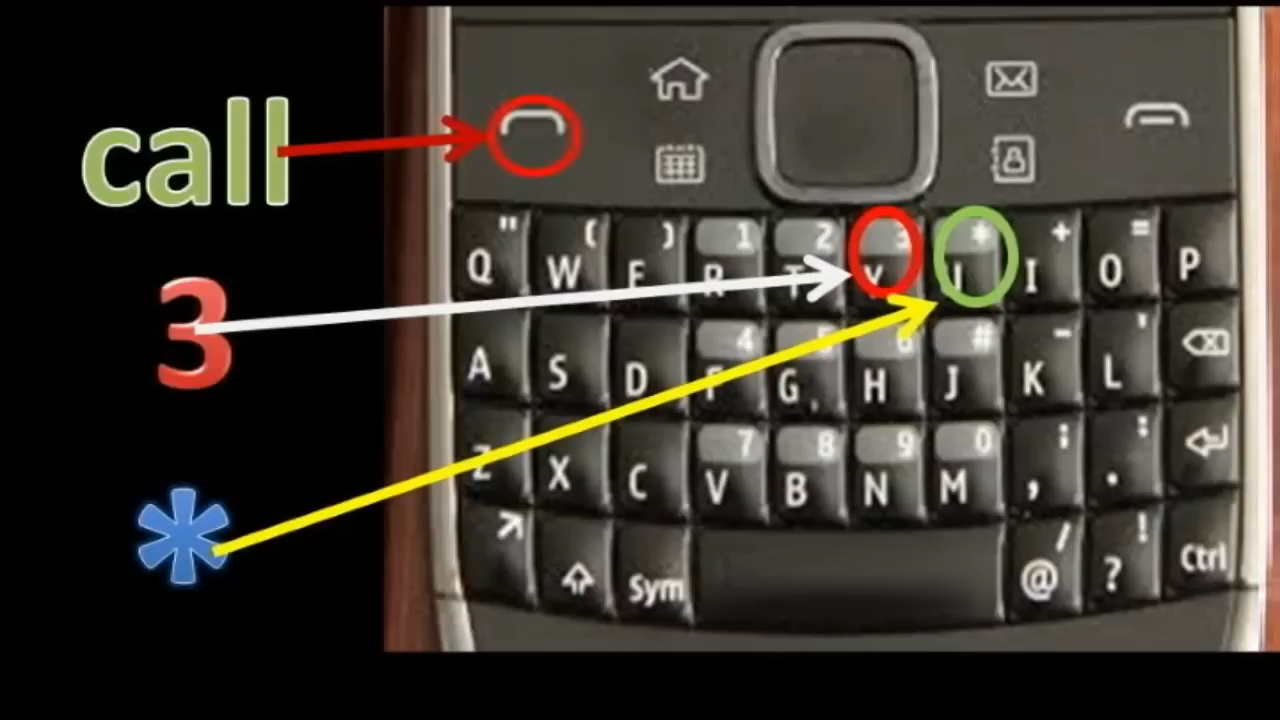 call
3
*
" ( ) 1 2 3 * + =
Q W E R T Y U I O P
4 5 6 # - '
A S D F G H J K L
7 8 9 0 ; :
Z X C V B N M , .
/ !
Sym @ ? Ctrl